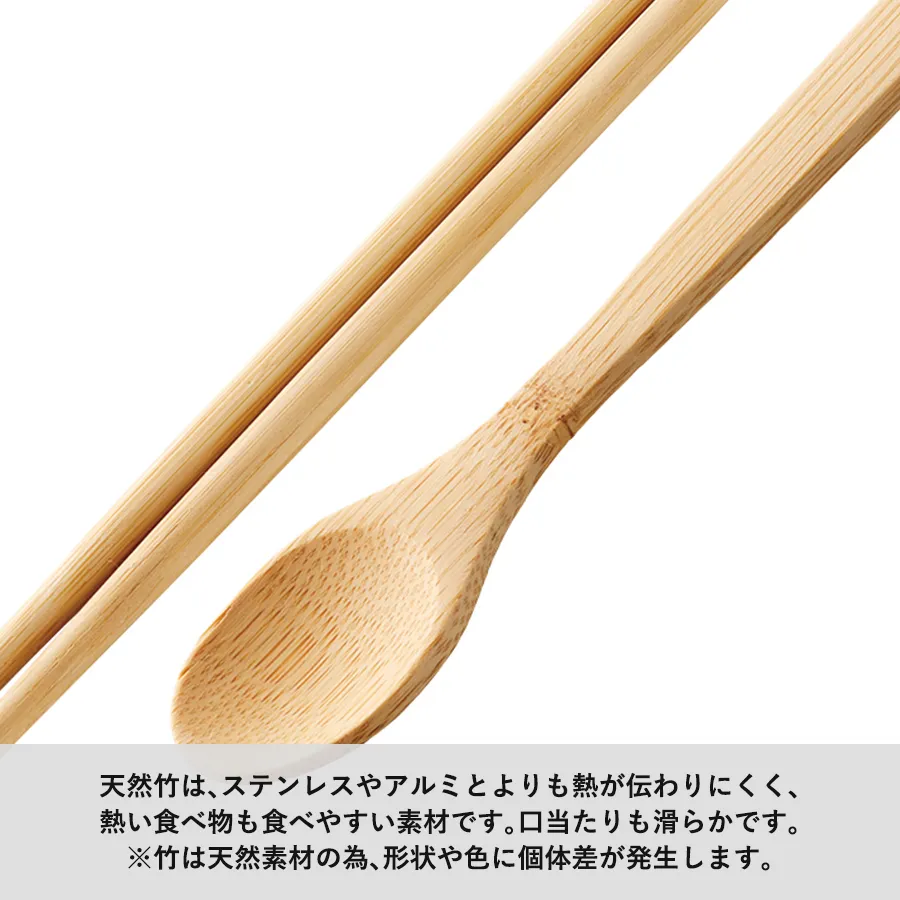 天然竹は、ステンレスやアルミとよりも熱が伝わりにくく、
熱い食べ物も食べやすい素材です。口当たりも滑らかです。
※竹は天然素材の為、形状や色に個体差が発生します。